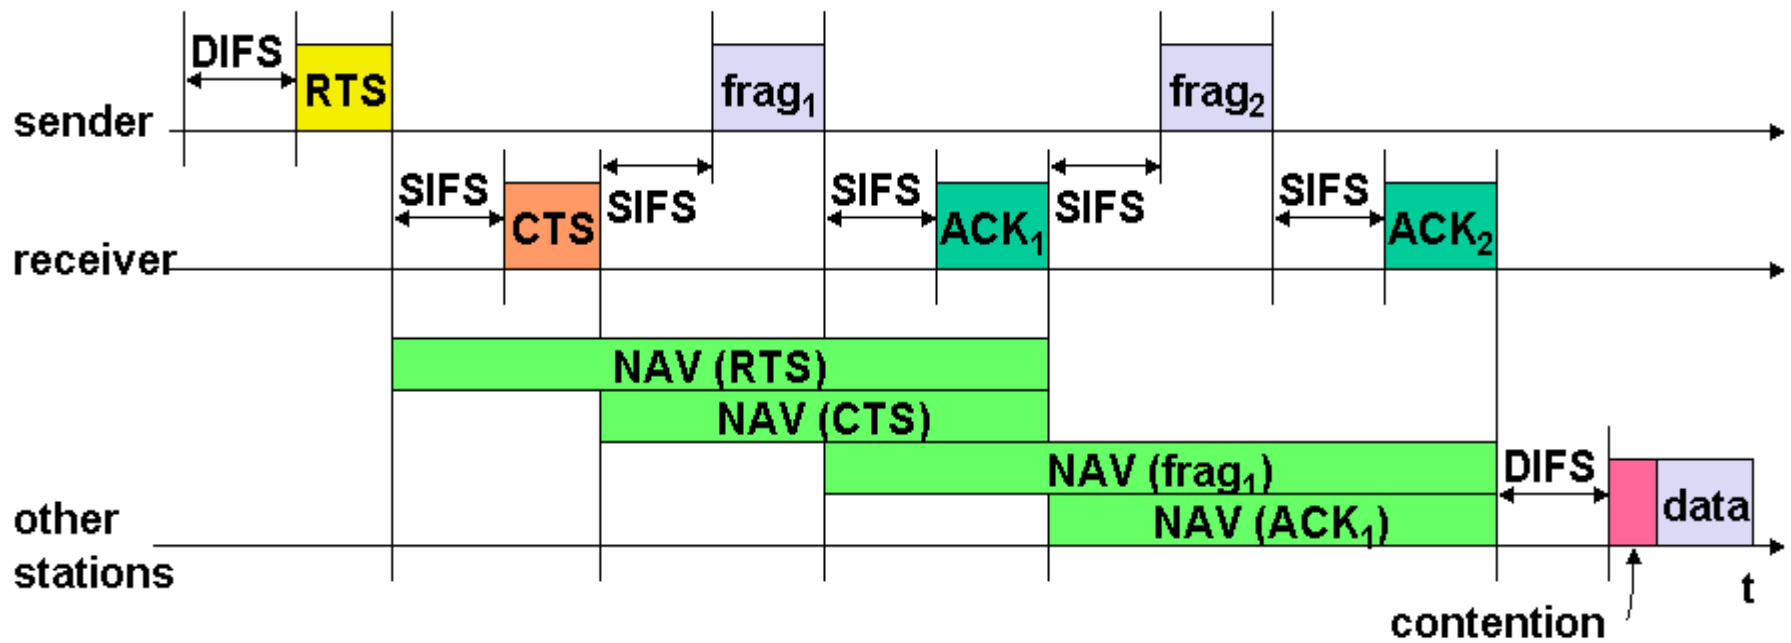 DIFS
RTS
frag₁
frag₂
sender
SIFS
CTS
SIFS
SIFS
ACK₁
SIFS
SIFS
ACK₂
receiver
NAV (RTS)
NAV (CTS)
NAV (frag₁)
NAV (ACK₁)
DIFS
data
other
stations
t
contention